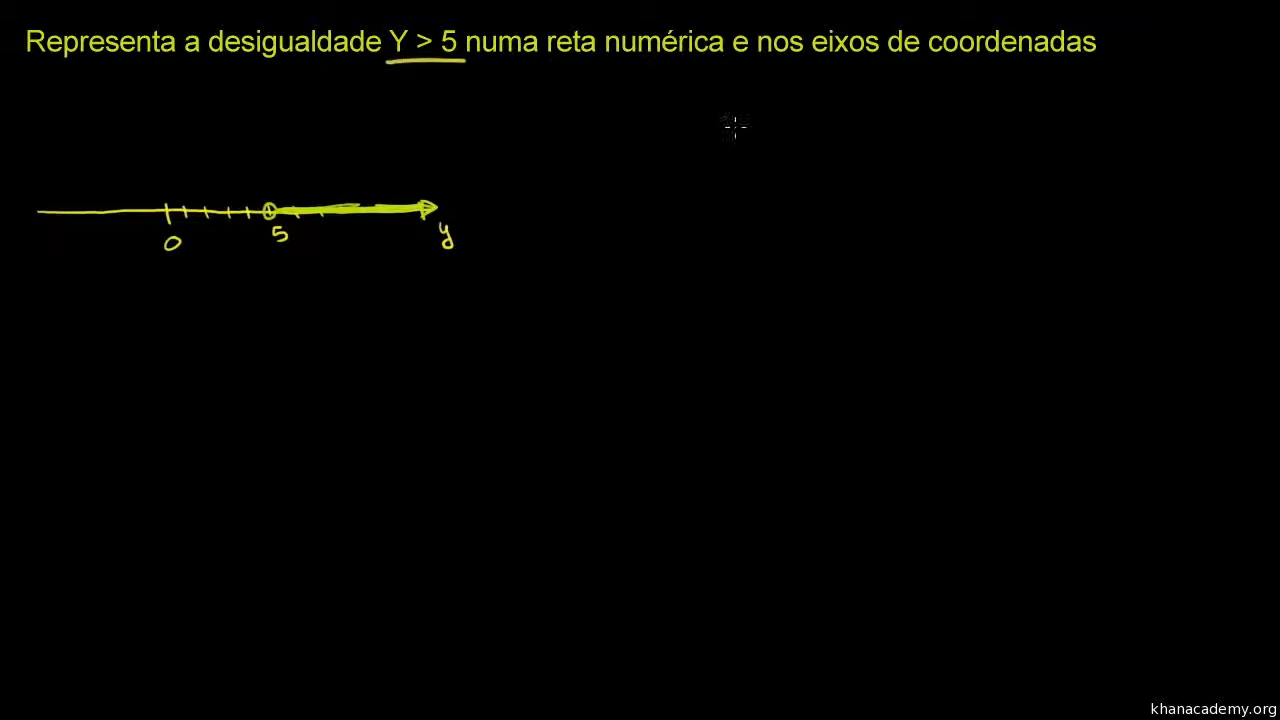 Representa a desigualdade Y > 5 numa reta numérica e nos eixos de coordenadas
0 5 y
khanacademy.org